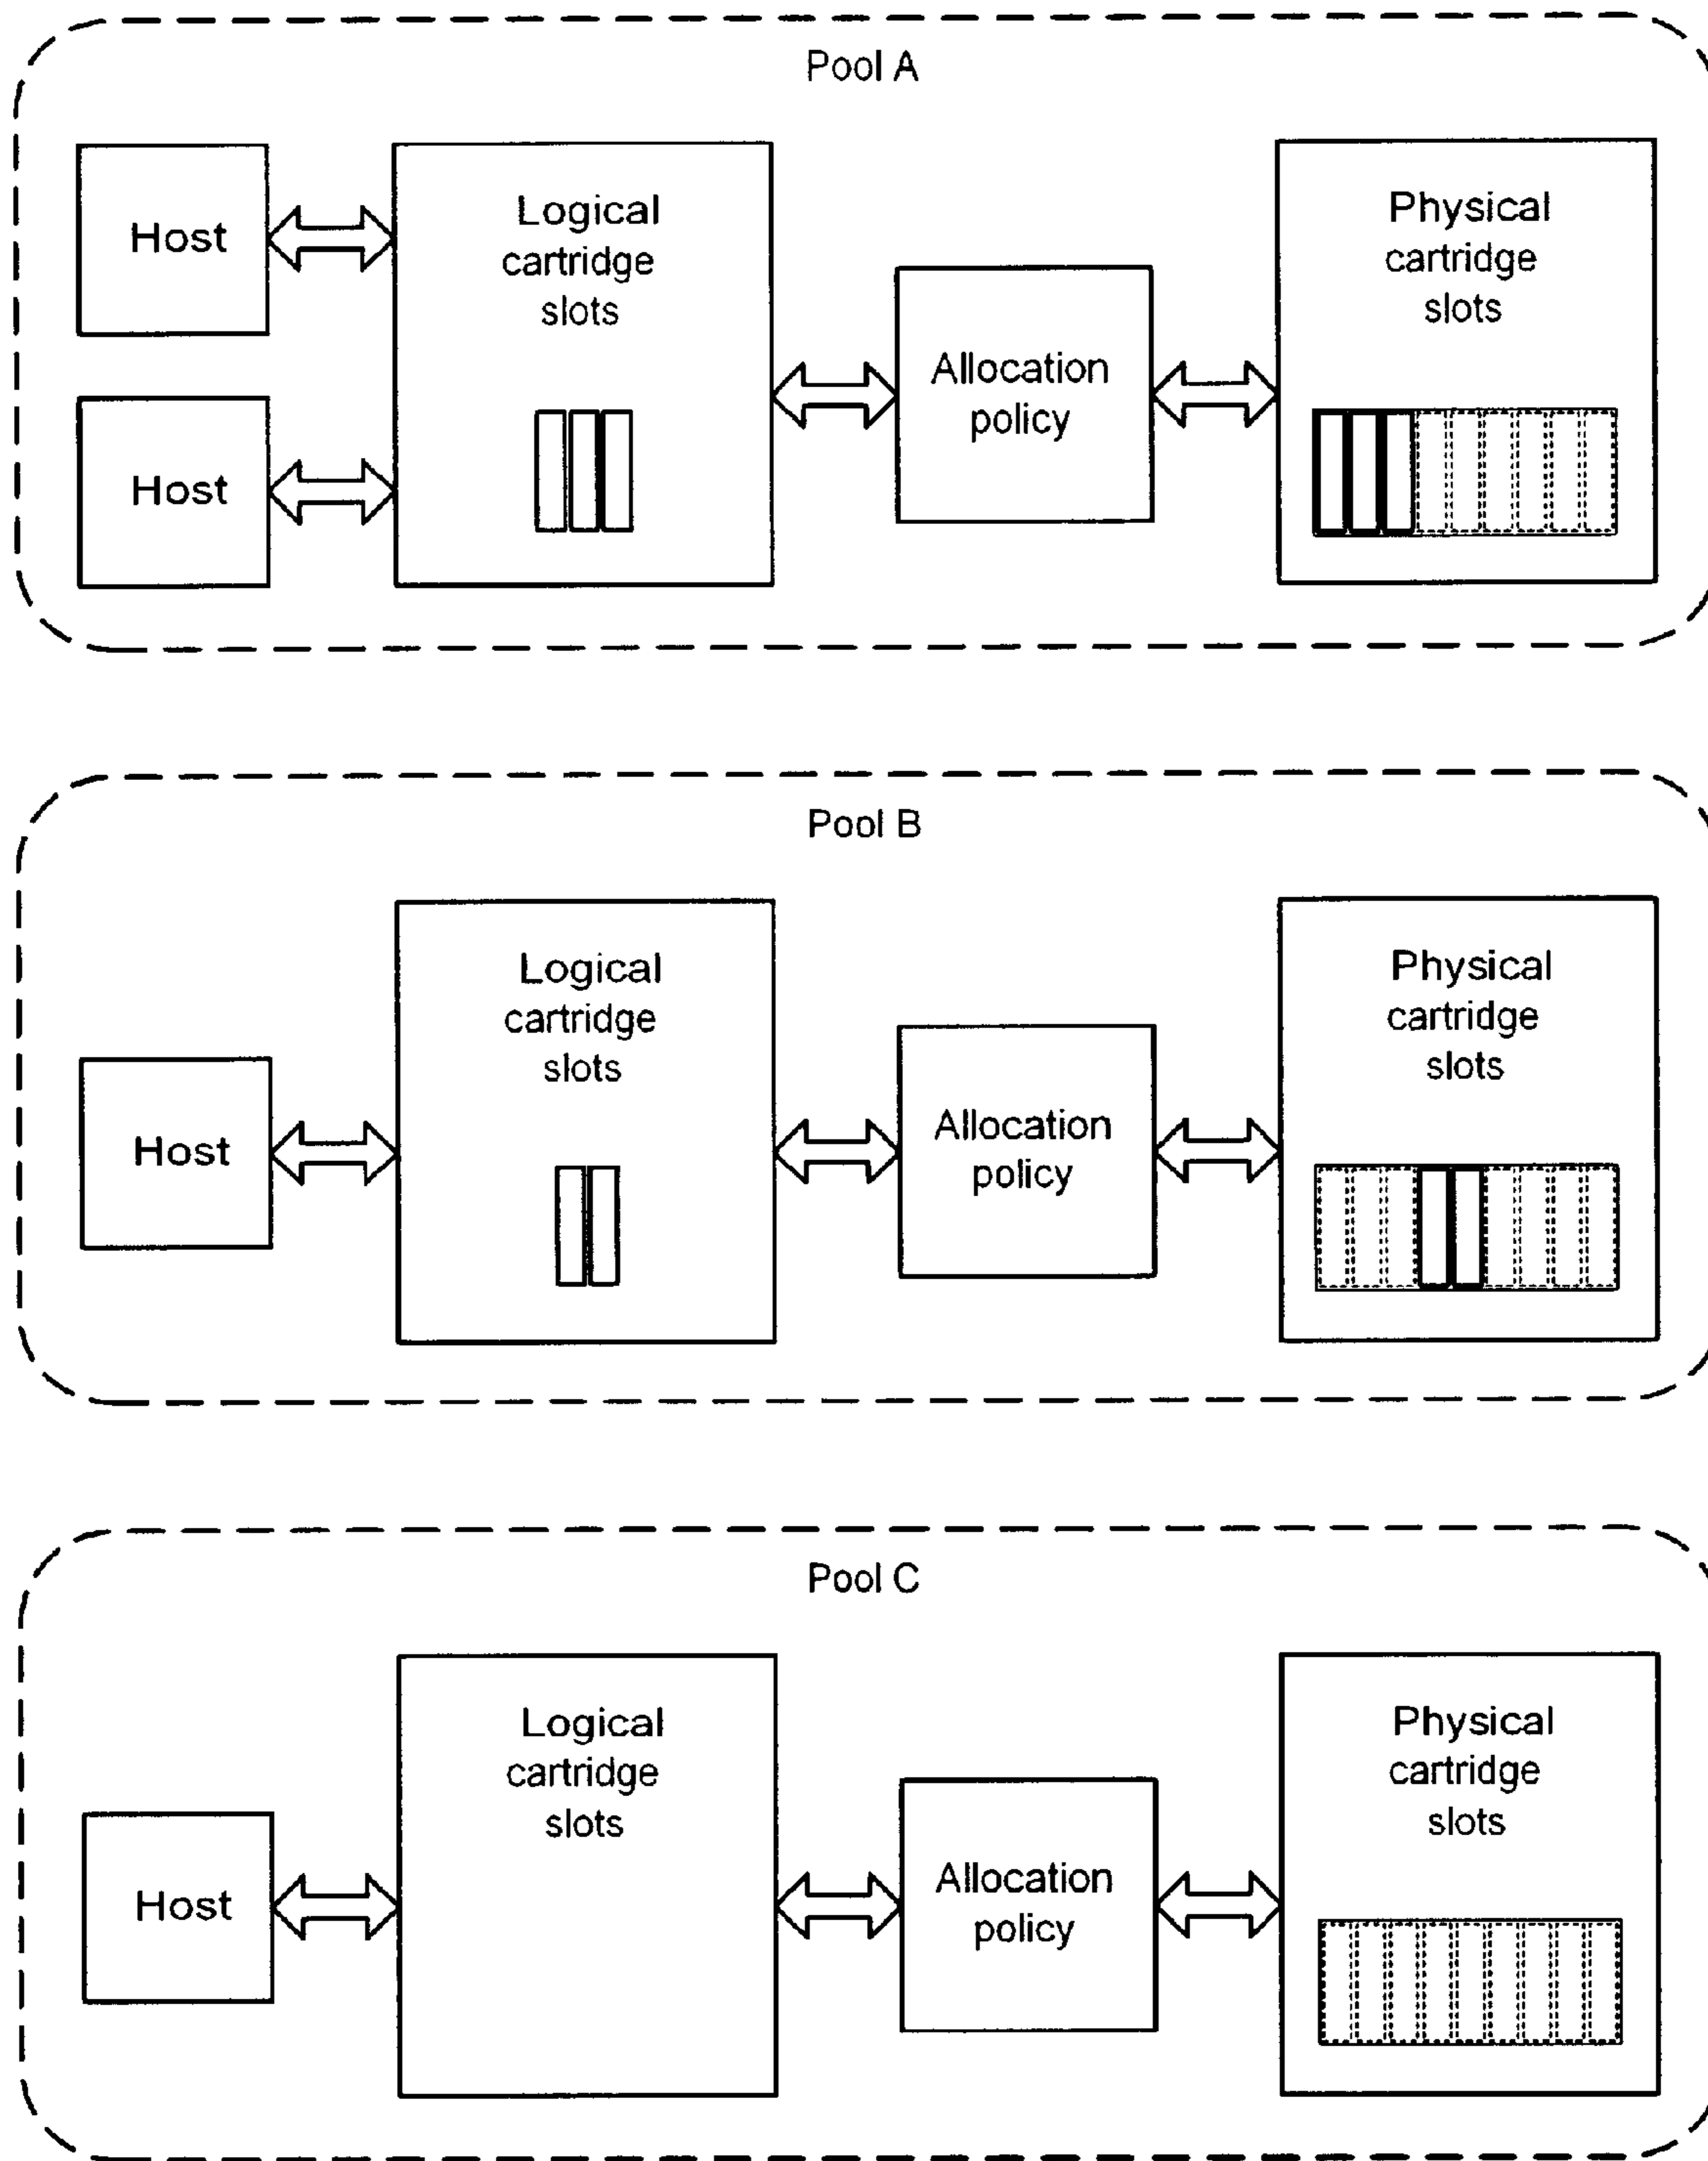 Pool A
Host
Host
Logical
cartridge
slots
Allocation
policy
Physical
cartridge
slots
Pool B
Host
Logical
cartridge
slots
Allocation
policy
Physical
cartridge
slots
Pool C
Host
Logical
cartridge
slots
Allocation
policy
Physical
cartridge
slots